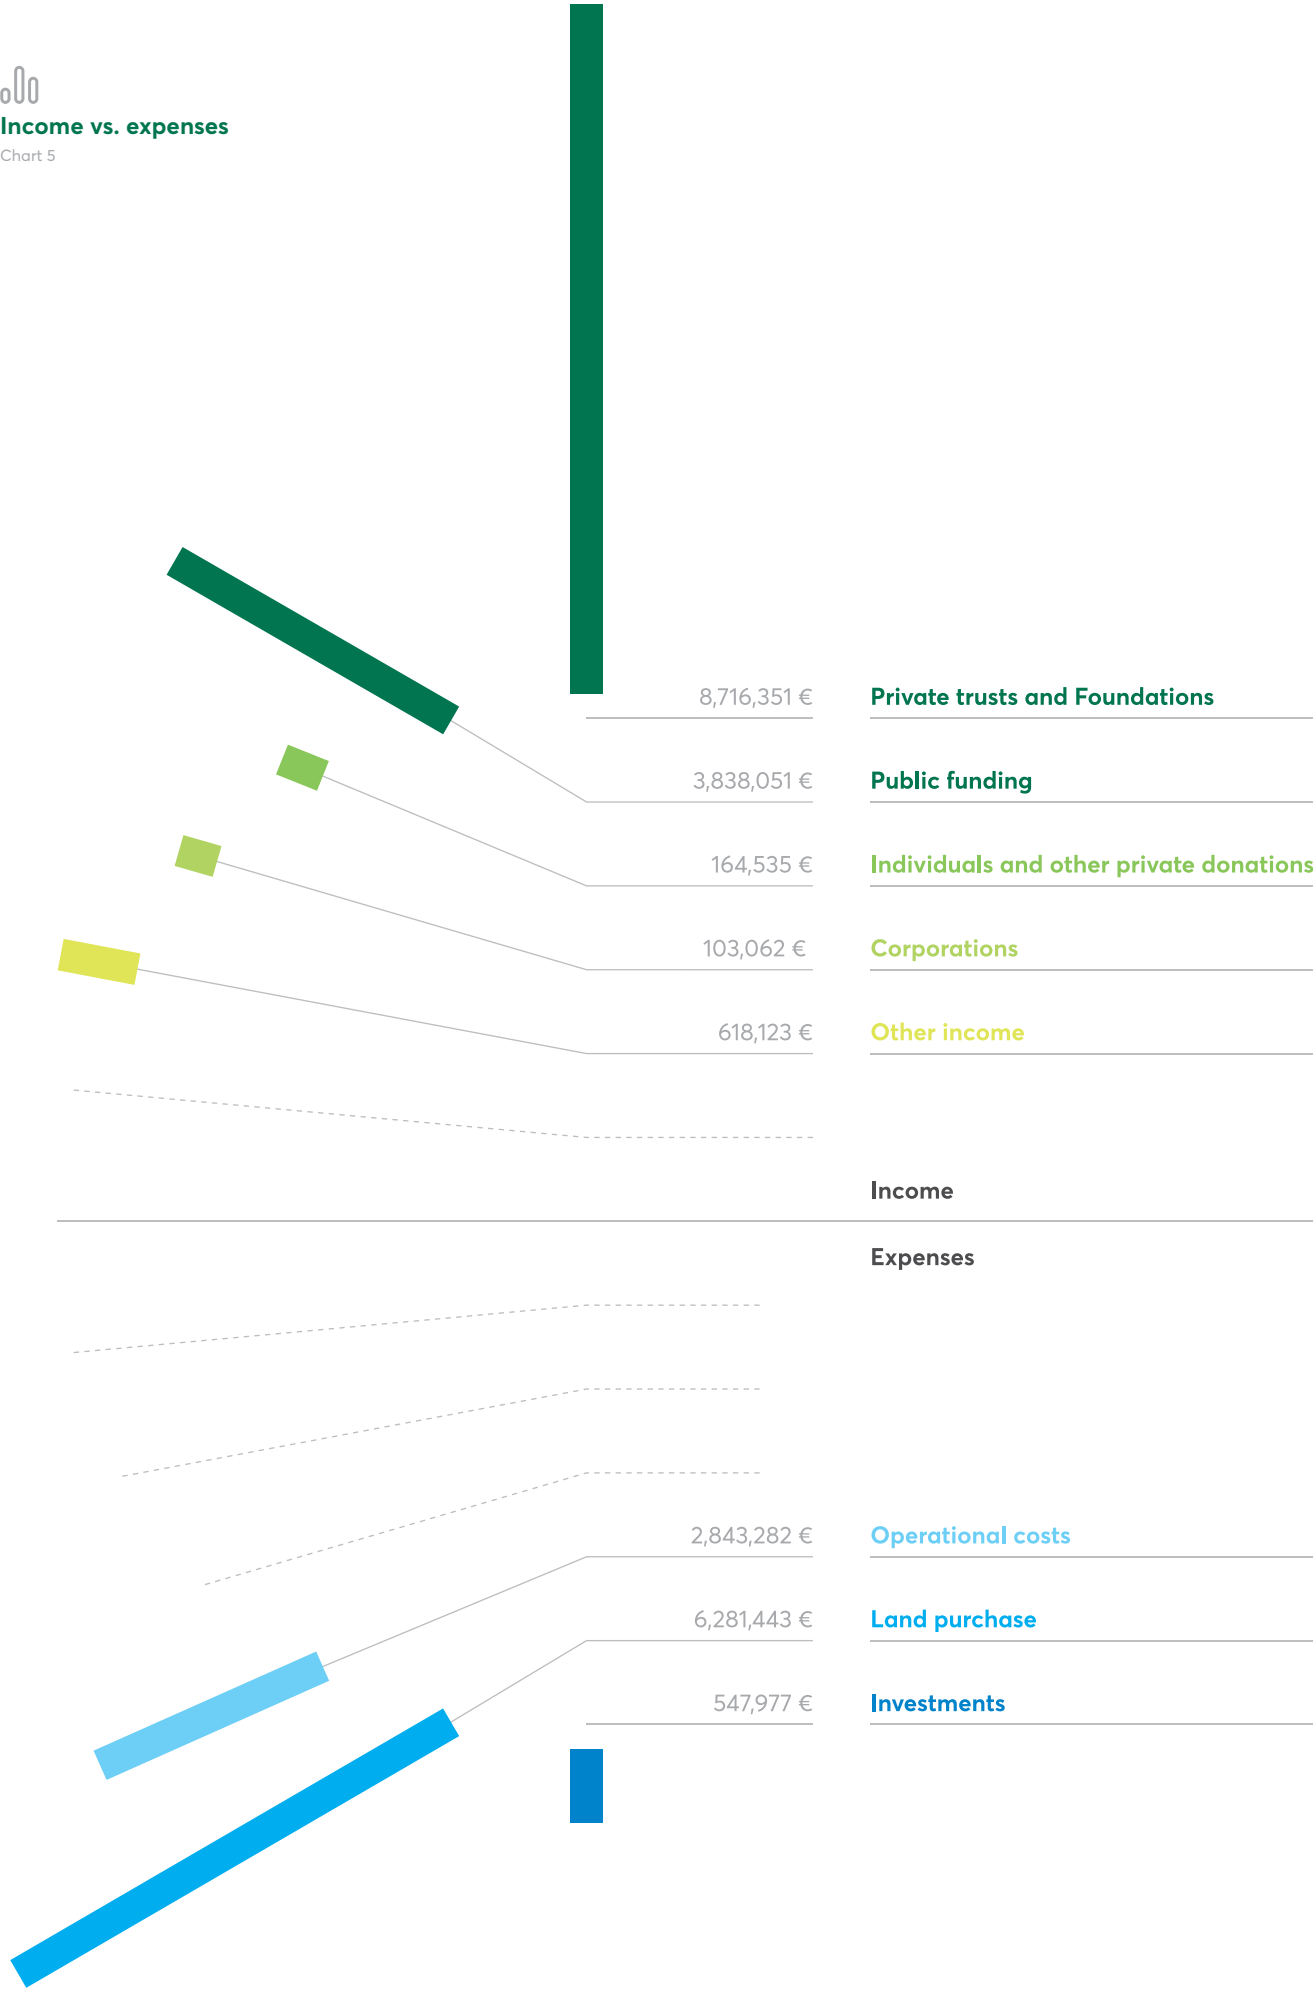 Income vs. expenses
Chart 5
8,716,351 € Private trusts and Foundations
3,838,051 € Public funding
164,535 € Individuals and other private donations
103,062 € Corporations
618,123 € Other income
Income
Expenses
2,843,282 € Operational costs
6,281,443 € Land purchase
547,977 € Investments